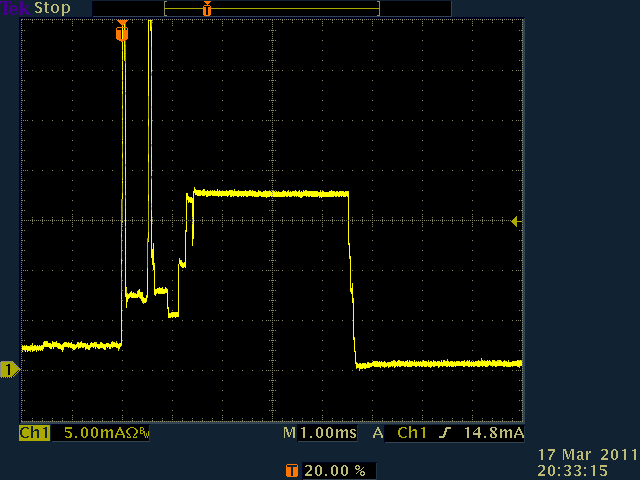 Tek Stop
T
T
1
Ch1 5.00mAΩBw M 1.00ms A Ch1 14.8mA
T 20.00 %
17 Mar 2011
20:33:15